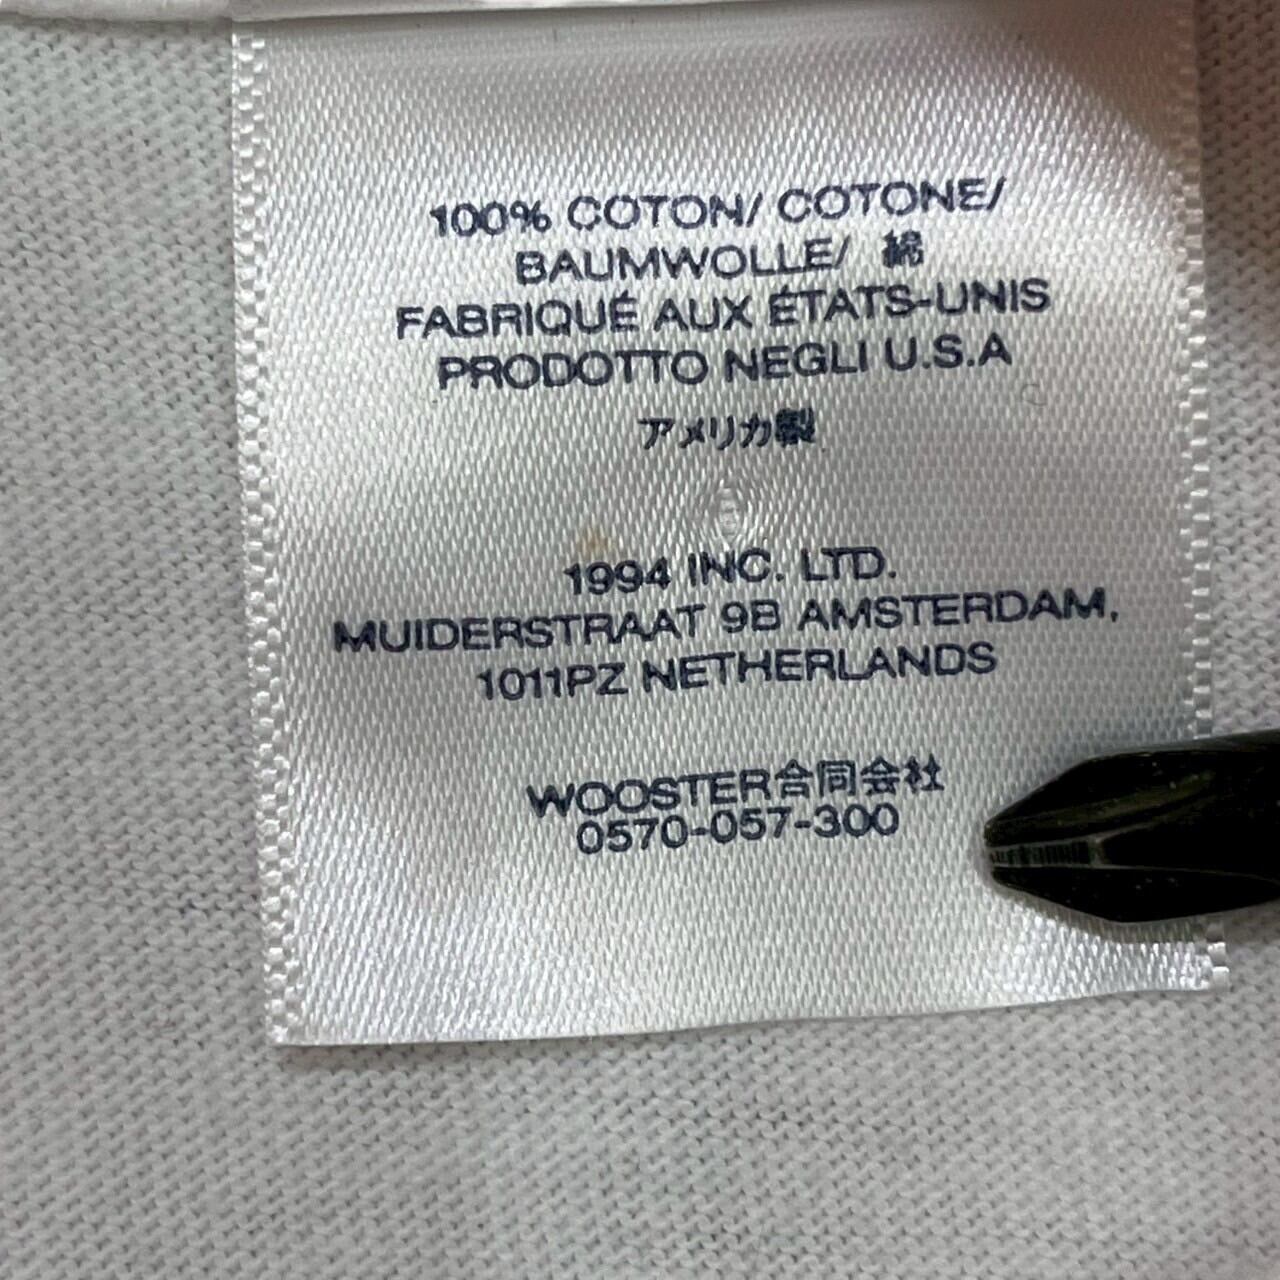 100% COTON/ COTONE/
BAUMWOLLE/ 綿
FABRIQUÉ AUX ÉTATS-UNIS
PRODOTTO NEGLI U.S.A
アメリカ製
1994 INC. LTD.
MUIDERSTRAAT 9B AMSTERDAM,
1011PZ NETHERLANDS
WOOSTER合同会社
0570-057-300